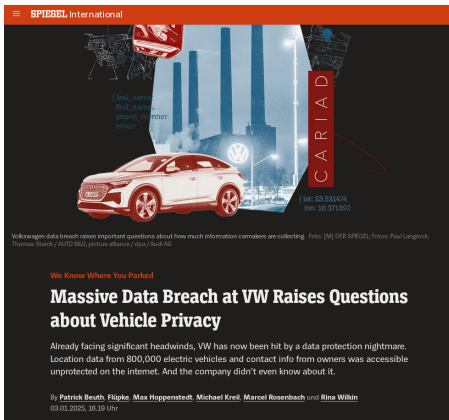 SPIEGEL International
{ last_name:
first_name:
phone_number:
email:
CARIAD
{ lat: 53.531474
lon: 10.371392
Volkswagen data breach raises important questions about how much information carmakers are collecting. Foto: [M] DER SPIEGEL; Fotos: Paul Langrock,
Thomas Starck / AUTO BILD, picture alliance / dpa / Audi AG
We Know Where You Parked
Massive Data Breach at VW Raises Questions
about Vehicle Privacy
Already facing significant headwinds, VW has now been hit by a data protection nightmare.
Location data from 800,000 electric vehicles and contact info from owners was accessible
unprotected on the internet. And the company didn't even know about it.
By Patrick Beuth, Flüpke, Max Hoppenstedt, Michael Kreil, Marcel Rosenbach und Rina Wilkin
03.01.2025, 16.19 Uhr